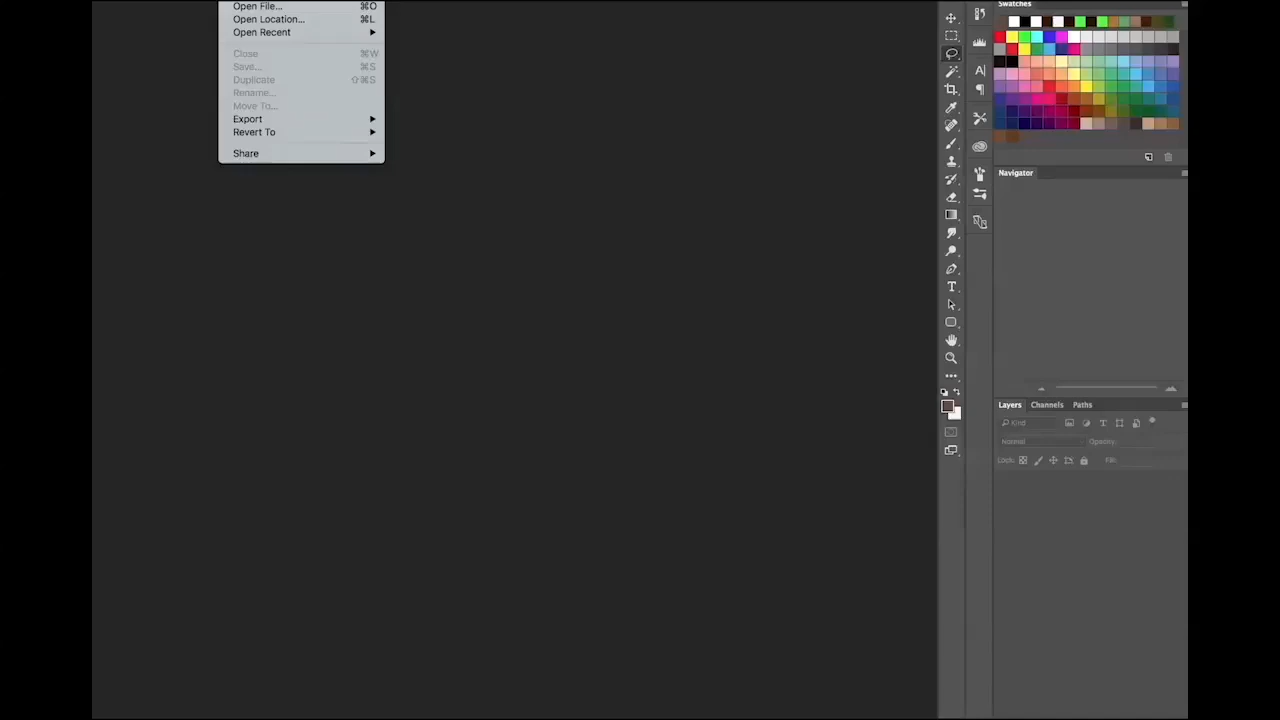 Open File... ⌘O
Open Location... ⌘L
Open Recent
Close ⌘W
Save... ⌘S
Duplicate ⇧⌘S
Rename...
Move To...
Export
Revert To
Share
Swatches
Navigator
Layers Channels Paths
Kind
Normal Opacity:
Lock: Fill: